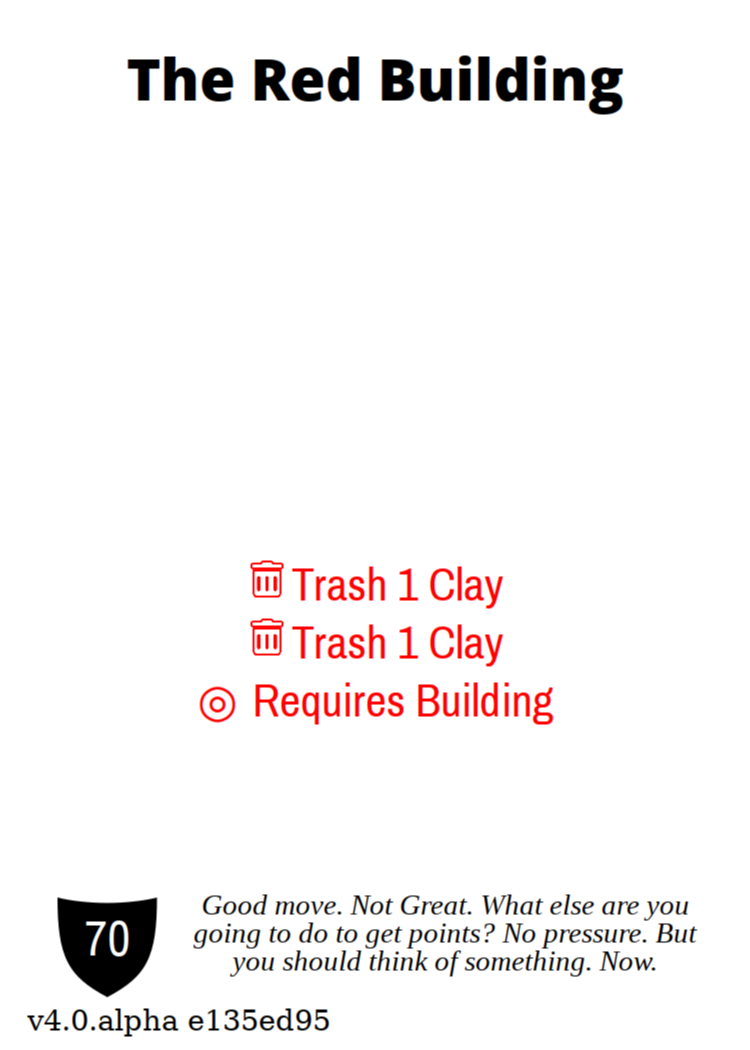 The Red Building
Trash 1 Clay
Trash 1 Clay
Requires Building
70
Good move. Not Great. What else are you
going to do to get points? No pressure. But
you should think of something. Now.
v4.0.alpha e135ed95